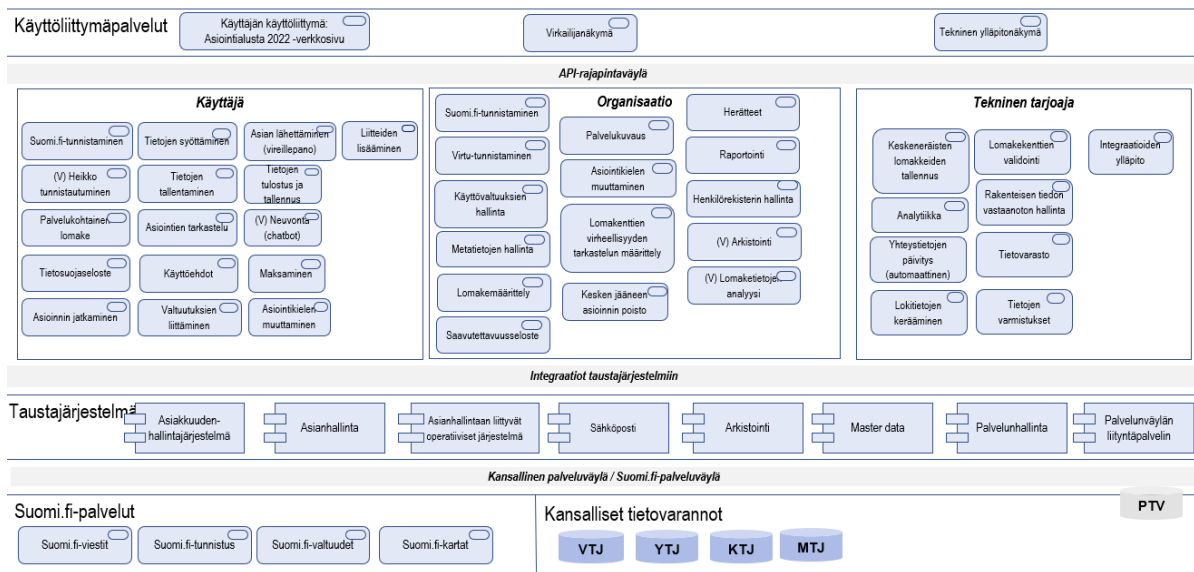 Käyttöliittymäpalvelut
Käyttäjän käyttöliittymä:
Asiointialusta 2022 -verkkosivu
Virkailijanäkymä
Tekninen ylläpitonäkymä
API-rajapintaväylä
Käyttäjä
Suomi.fi-tunnistaminen
Tietojen syöttäminen
Asian lähettäminen
(vireillepano)
Liitteiden
lisääminen
(V) Heikko
tunnistautuminen
Tietojen
tallentaminen
Tietojen
tulostus ja
tallennus
Palvelukohtainen
lomake
Asiointien tarkastelu
(V) Neuvonta
(chatbot)
Tietosuojaseloste
Käyttöehdot
Maksaminen
Asioinnin jatkaminen
Valtuutuksien
liittäminen
Asiointikielen
muuttaminen
Organisaatio
Suomi.fi-tunnistaminen
Virtu-tunnistaminen
Käyttövaltuuksien
hallinta
Metatietojen hallinta
Lomakemäärittely
Saavutettavuusseloste
Palvelukuvaus
Asiointikielen
muuttaminen
Lomakenttien
virheellisyyden
tarkastelun määrittely
Kesken jääneen
asioinnin poisto
Herätteet
Raportointi
Henkilörekisterin hallinta
(V) Arkistointi
(V) Lomaketietojen
analyysi
Tekninen tarjoaja
Keskeneräisten
lomakkeiden
tallennus
Analytiikka
Yhteystietojen
päivitys
(automaattinen)
Lokitietojen
kerääminen
Lomakekenttien
validointi
Rakenteisen tiedon
vastaanoton hallinta
Tietovarasto
Tietojen
varmistukset
Integraatioiden
ylläpito
Integraatiot taustajärjestelmiin
Taustajärjestelmä
Asiakkuuden-
hallintajärjestelmä
Asianhallinta
Asianhallintaan liittyvät
operatiiviset järjestelmä
Sähköposti
Arkistointi
Master data
Palvelunhallinta
Palvelunväylän
liityntäpalvelin
Kansallinen palveluväylä / Suomi.fi-palveluväylä
Suomi.fi-palvelut
Suomi.fi-viestit
Suomi.fi-tunnistus
Suomi.fi-valtuudet
Suomi.fi-kartat
Kansalliset tietovarannot
VTJ
YTJ
KTJ
MTJ
PTV